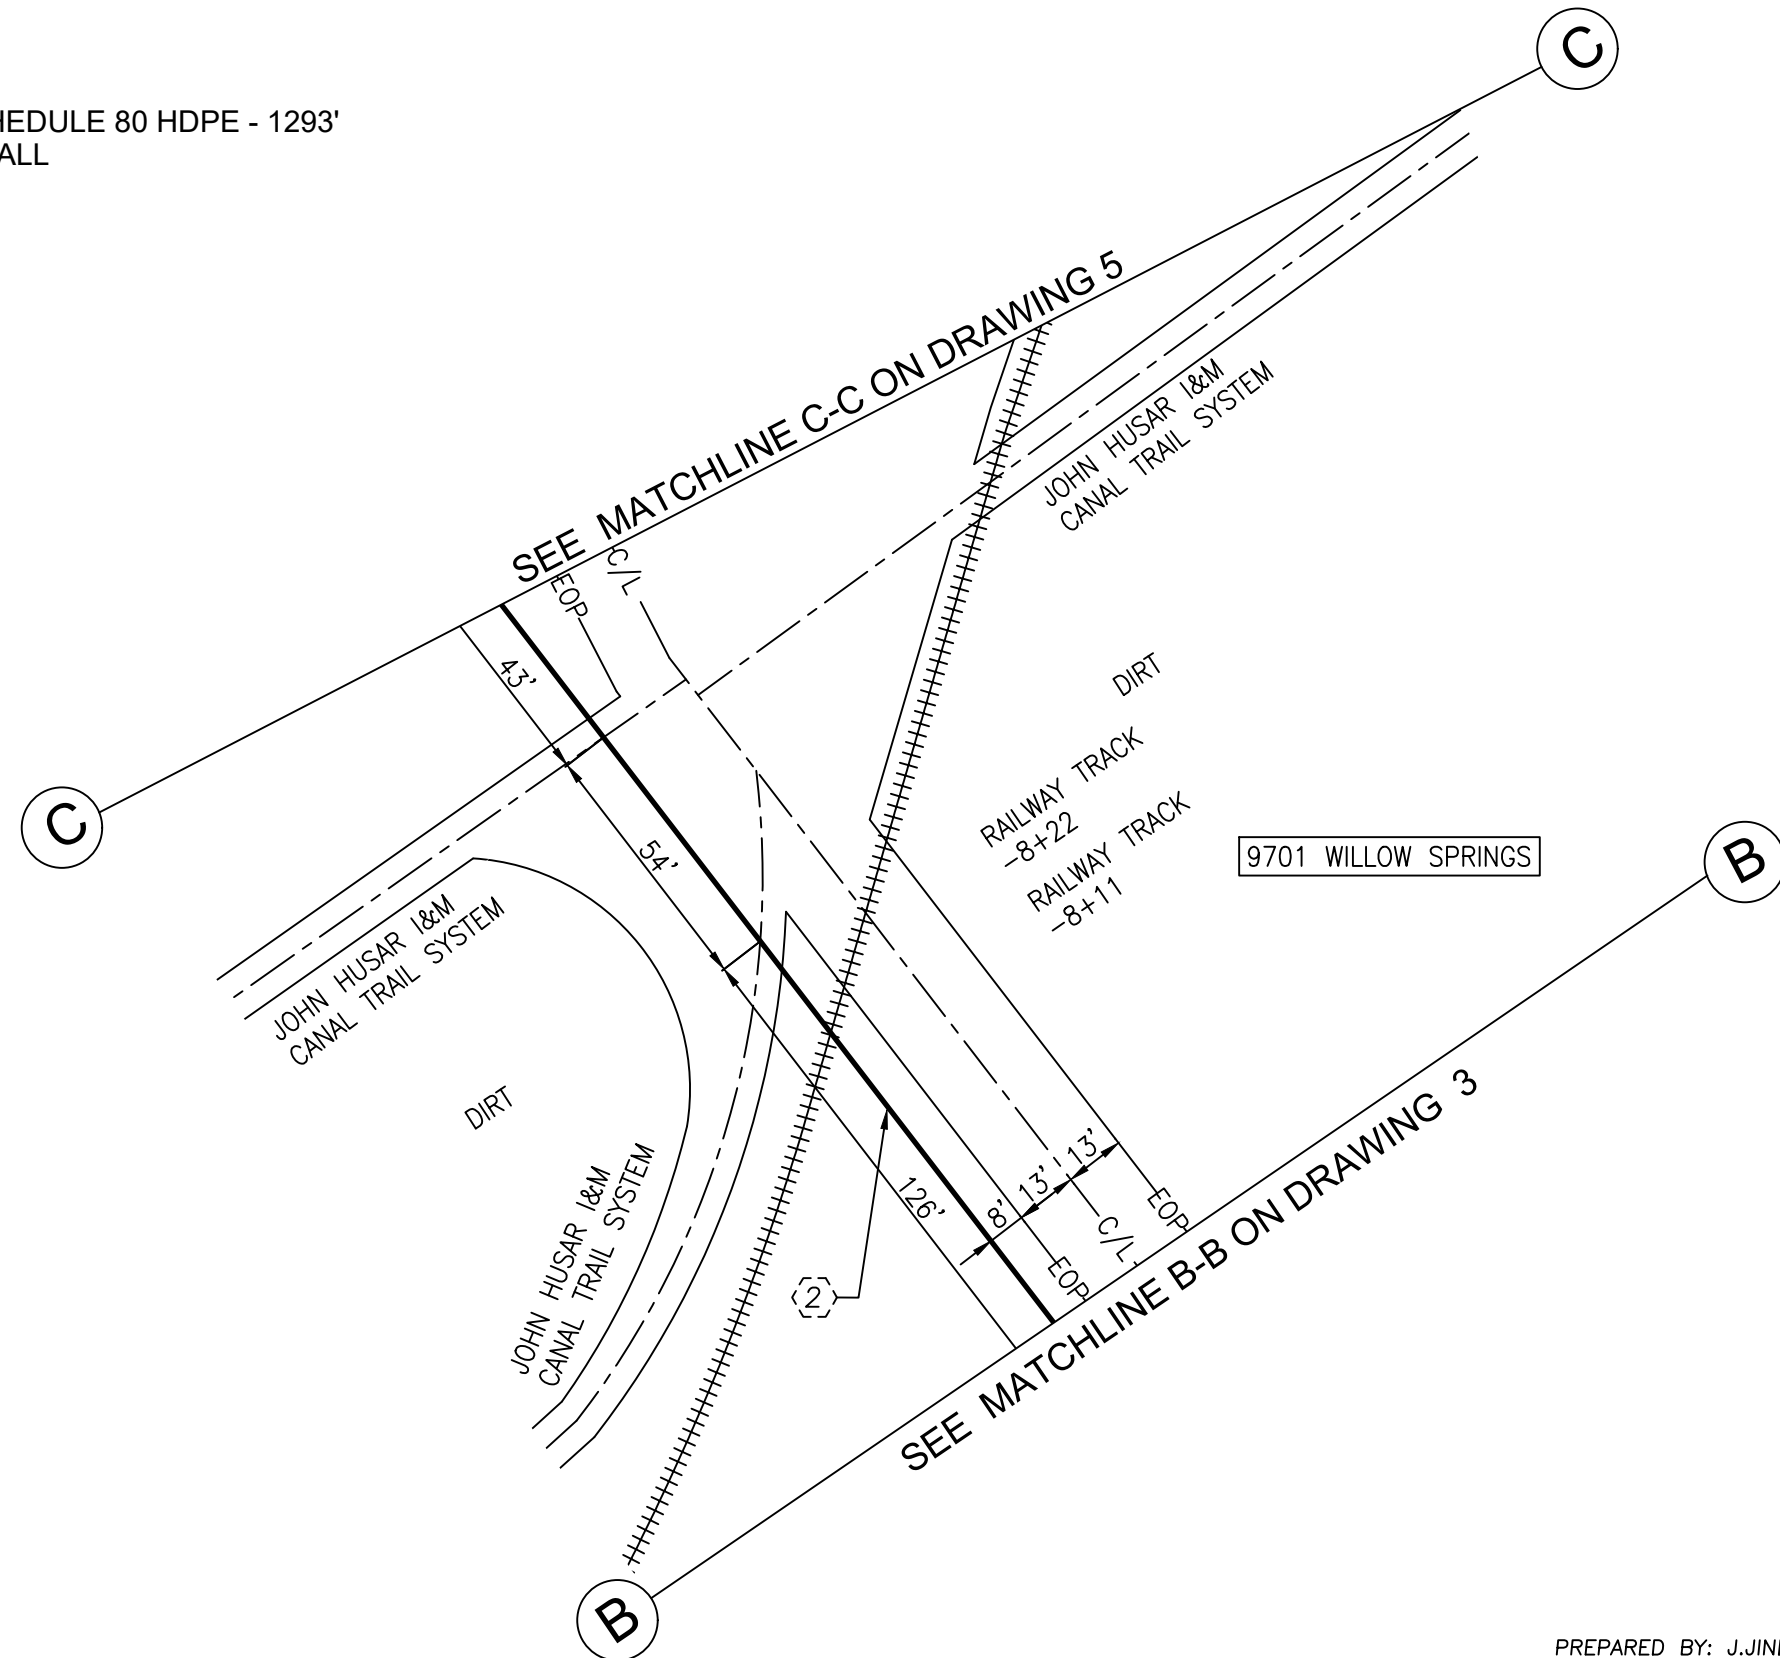 C
HEDULE 80 HDPE - 1293'
ALL
SEE MATCHLINE C-C ON DRAWING 5
C/L
EOP
JOHN HUSAR I&M
CANAL TRAIL SYSTEM
43'
DIRT
RAILWAY TRACK
-8+22
RAILWAY TRACK
-8+11
9701 WILLOW SPRINGS
C
54'
B
JOHN HUSAR I&M
CANAL TRAIL SYSTEM
DIRT
JOHN HUSAR I&M
CANAL TRAIL SYSTEM
126'
8'
13'
13'
EOP
C/L
EOP
2
SEE MATCHLINE B-B ON DRAWING 3
B
PREPARED BY: